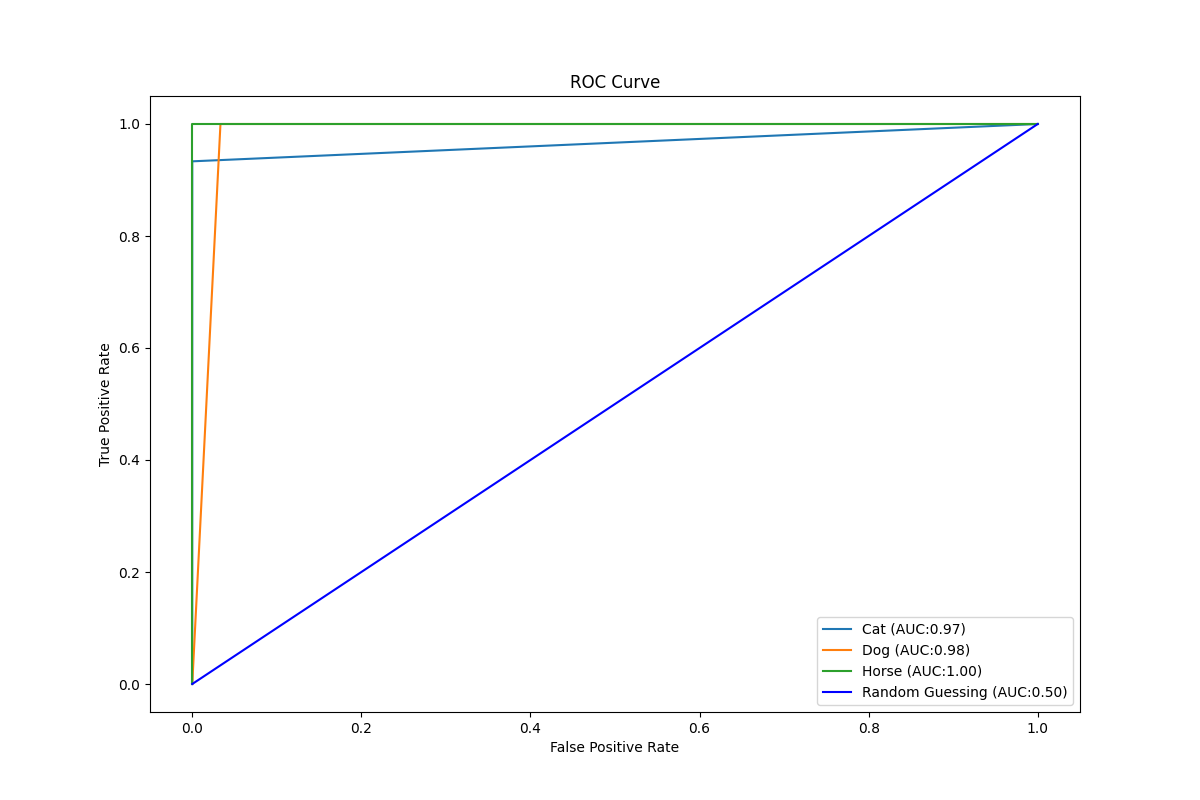 ROC Curve
True Positive Rate
1.0
0.8
0.6
0.4
0.2
0.0
0.0 0.2 0.4 0.6 0.8 1.0
False Positive Rate
Cat (AUC:0.97)
Dog (AUC:0.98)
Horse (AUC:1.00)
Random Guessing (AUC:0.50)